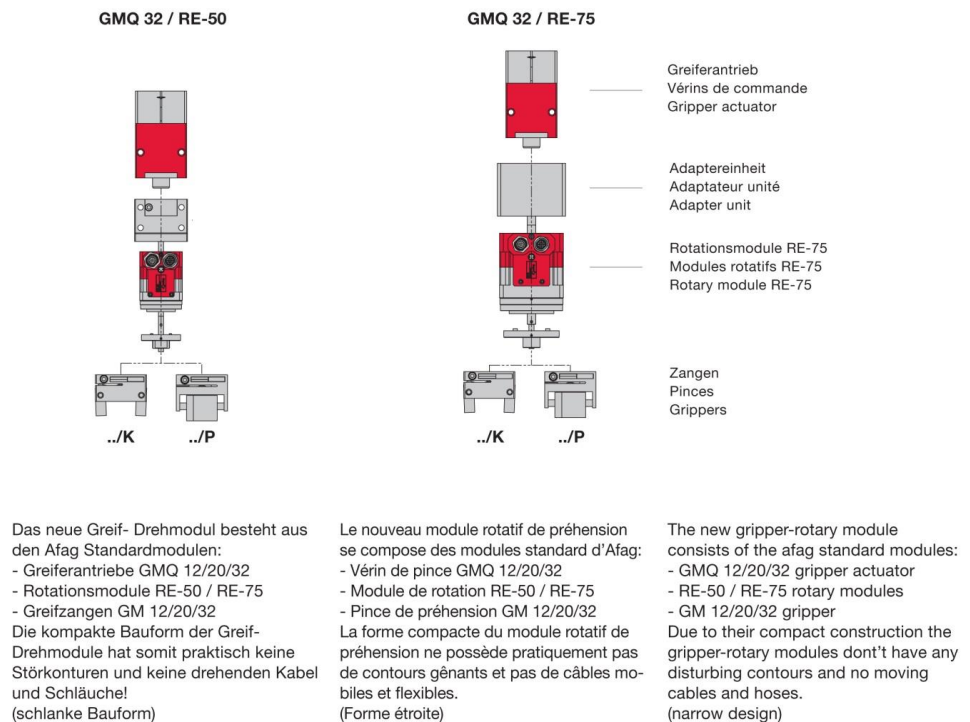 GMQ 32 / RE-50
GMQ 32 / RE-75
Greiferantrieb
Vérins de commande
Gripper actuator
Adaptereinheit
Adaptateur unité
Adapter unit
Rotationsmodule RE-75
Modules rotatifs RE-75
Rotary module RE-75
Zangen
Pinces
Grippers
../K
../P
../K
../P
Das neue Greif- Drehmodul besteht aus
den Afag Standardmodulen:
- Greiferantriebe GMQ 12/20/32
- Rotationsmodule RE-50 / RE-75
- Greifzangen GM 12/20/32
Die kompakte Bauform der Greif-
Drehmodule hat somit praktisch keine
Störkonturen und keine drehenden Kabel
und Schläuche!
(schlanke Bauform)
Le nouveau module rotatif de préhension
se compose des modules standard d'Afag:
- Vérin de pince GMQ 12/20/32
- Module de rotation RE-50 / RE-75
- Pince de préhension GM 12/20/32
La forme compacte du module rotatif de
préhension ne possède pratiquement pas
de contours gênants et pas de câbles mo-
biles et flexibles.
(Forme étroite)
The new gripper-rotary module
consists of the afag standard modules:
- GMQ 12/20/32 gripper actuator
- RE-50 / RE-75 rotary modules
- GM 12/20/32 gripper
Due to their compact construction the
gripper-rotary modules dont't have any
disturbing contours and no moving
cables and hoses.
(narrow design)